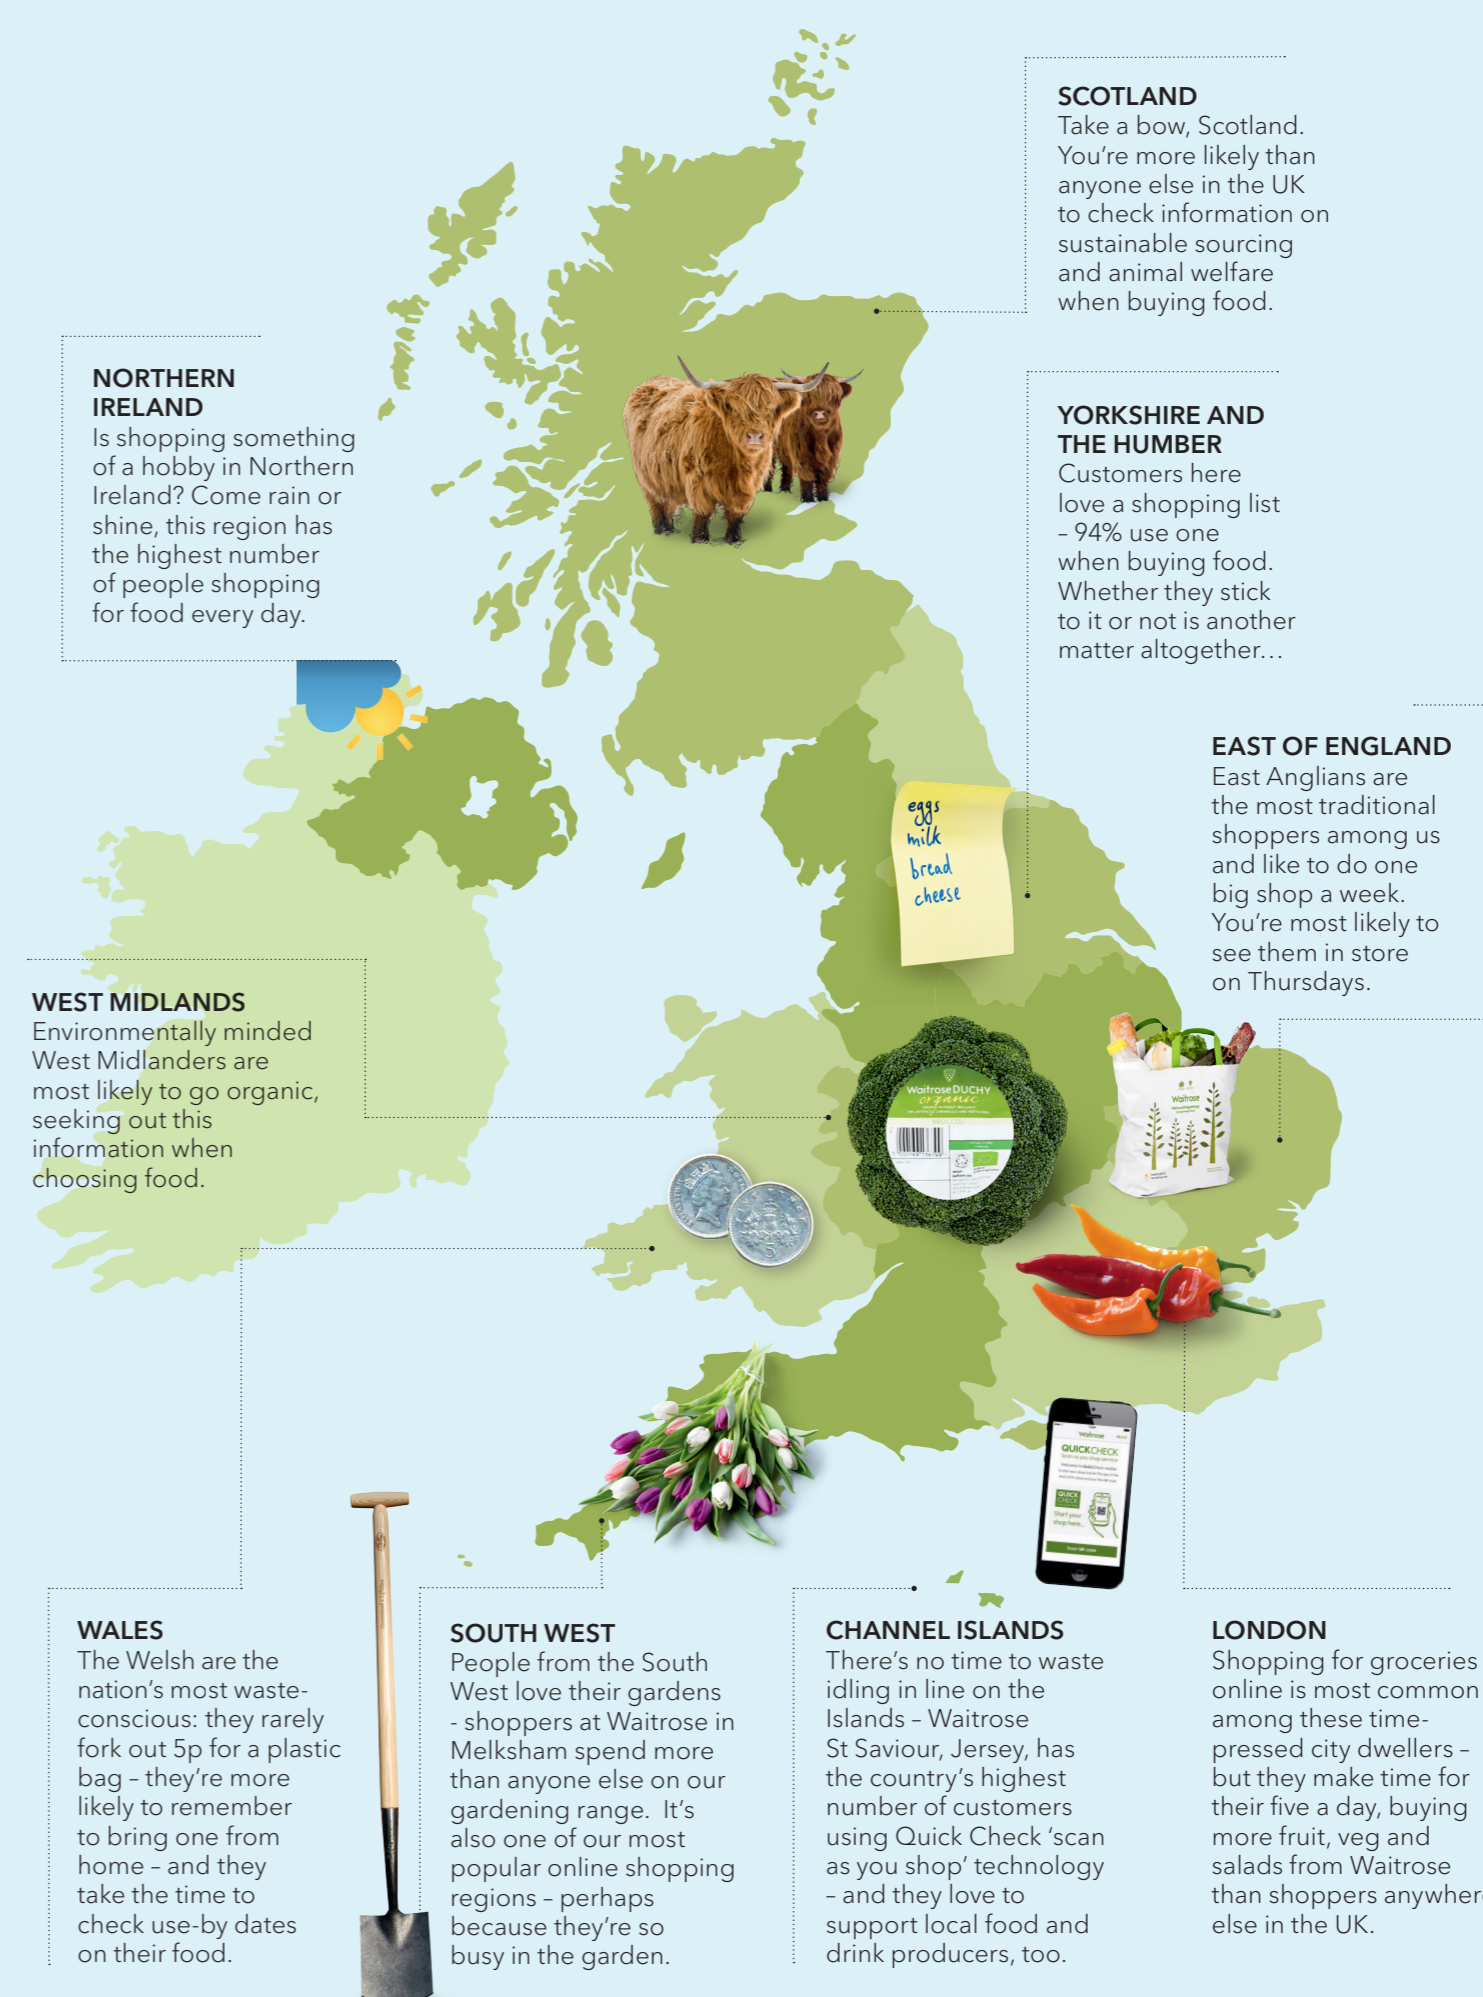 SCOTLAND
Take a bow, Scotland.
You're more likely than
anyone else in the UK
to check information on
sustainable sourcing
and animal welfare
when buying food.
NORTHERN
IRELAND
Is shopping something
of a hobby in Northern
Ireland? Come rain or
shine, this region has
the highest number
of people shopping
for food every day.
YORKSHIRE AND
THE HUMBER
Customers here
love a shopping list
– 94% use one
when buying food.
Whether they stick
to it or not is another
matter altogether...
EAST OF ENGLAND
East Anglians are
the most traditional
shoppers among us
and like to do one
big shop a week.
You're most likely to
see them in store
on Thursdays.
eggs
milk
bread
cheese
WEST MIDLANDS
Environmentally minded
West Midlanders are
most likely to go organic,
seeking out this
information when
choosing food.
Waitrose DUCHY
organic
BROCCOLI
Waitrose
Waitrose
QUICKCHECK
QUICK
CHECK
Start your
shop here...
WALES
The Welsh are the
nation's most waste-
conscious: they rarely
fork out 5p for a plastic
bag – they're more
likely to remember
to bring one from
home – and they
take the time to
check use-by dates
on their food.
SOUTH WEST
People from the South
West love their gardens
- shoppers at Waitrose in
Melksham spend more
than anyone else on our
gardening range. It's
also one of our most
popular online shopping
regions – perhaps
because they're so
busy in the garden.
CHANNEL ISLANDS
There's no time to waste
idling in line on the
Islands – Waitrose
St Saviour, Jersey, has
the country's highest
number of customers
using Quick Check 'scan
as you shop' technology
– and they love to
support local food and
drink producers, too.
LONDON
Shopping for groceries
online is most common
among these time-
pressed city dwellers –
but they make time for
their five a day, buying
more fruit, veg and
salads from Waitrose
than shoppers anywher
else in the UK.